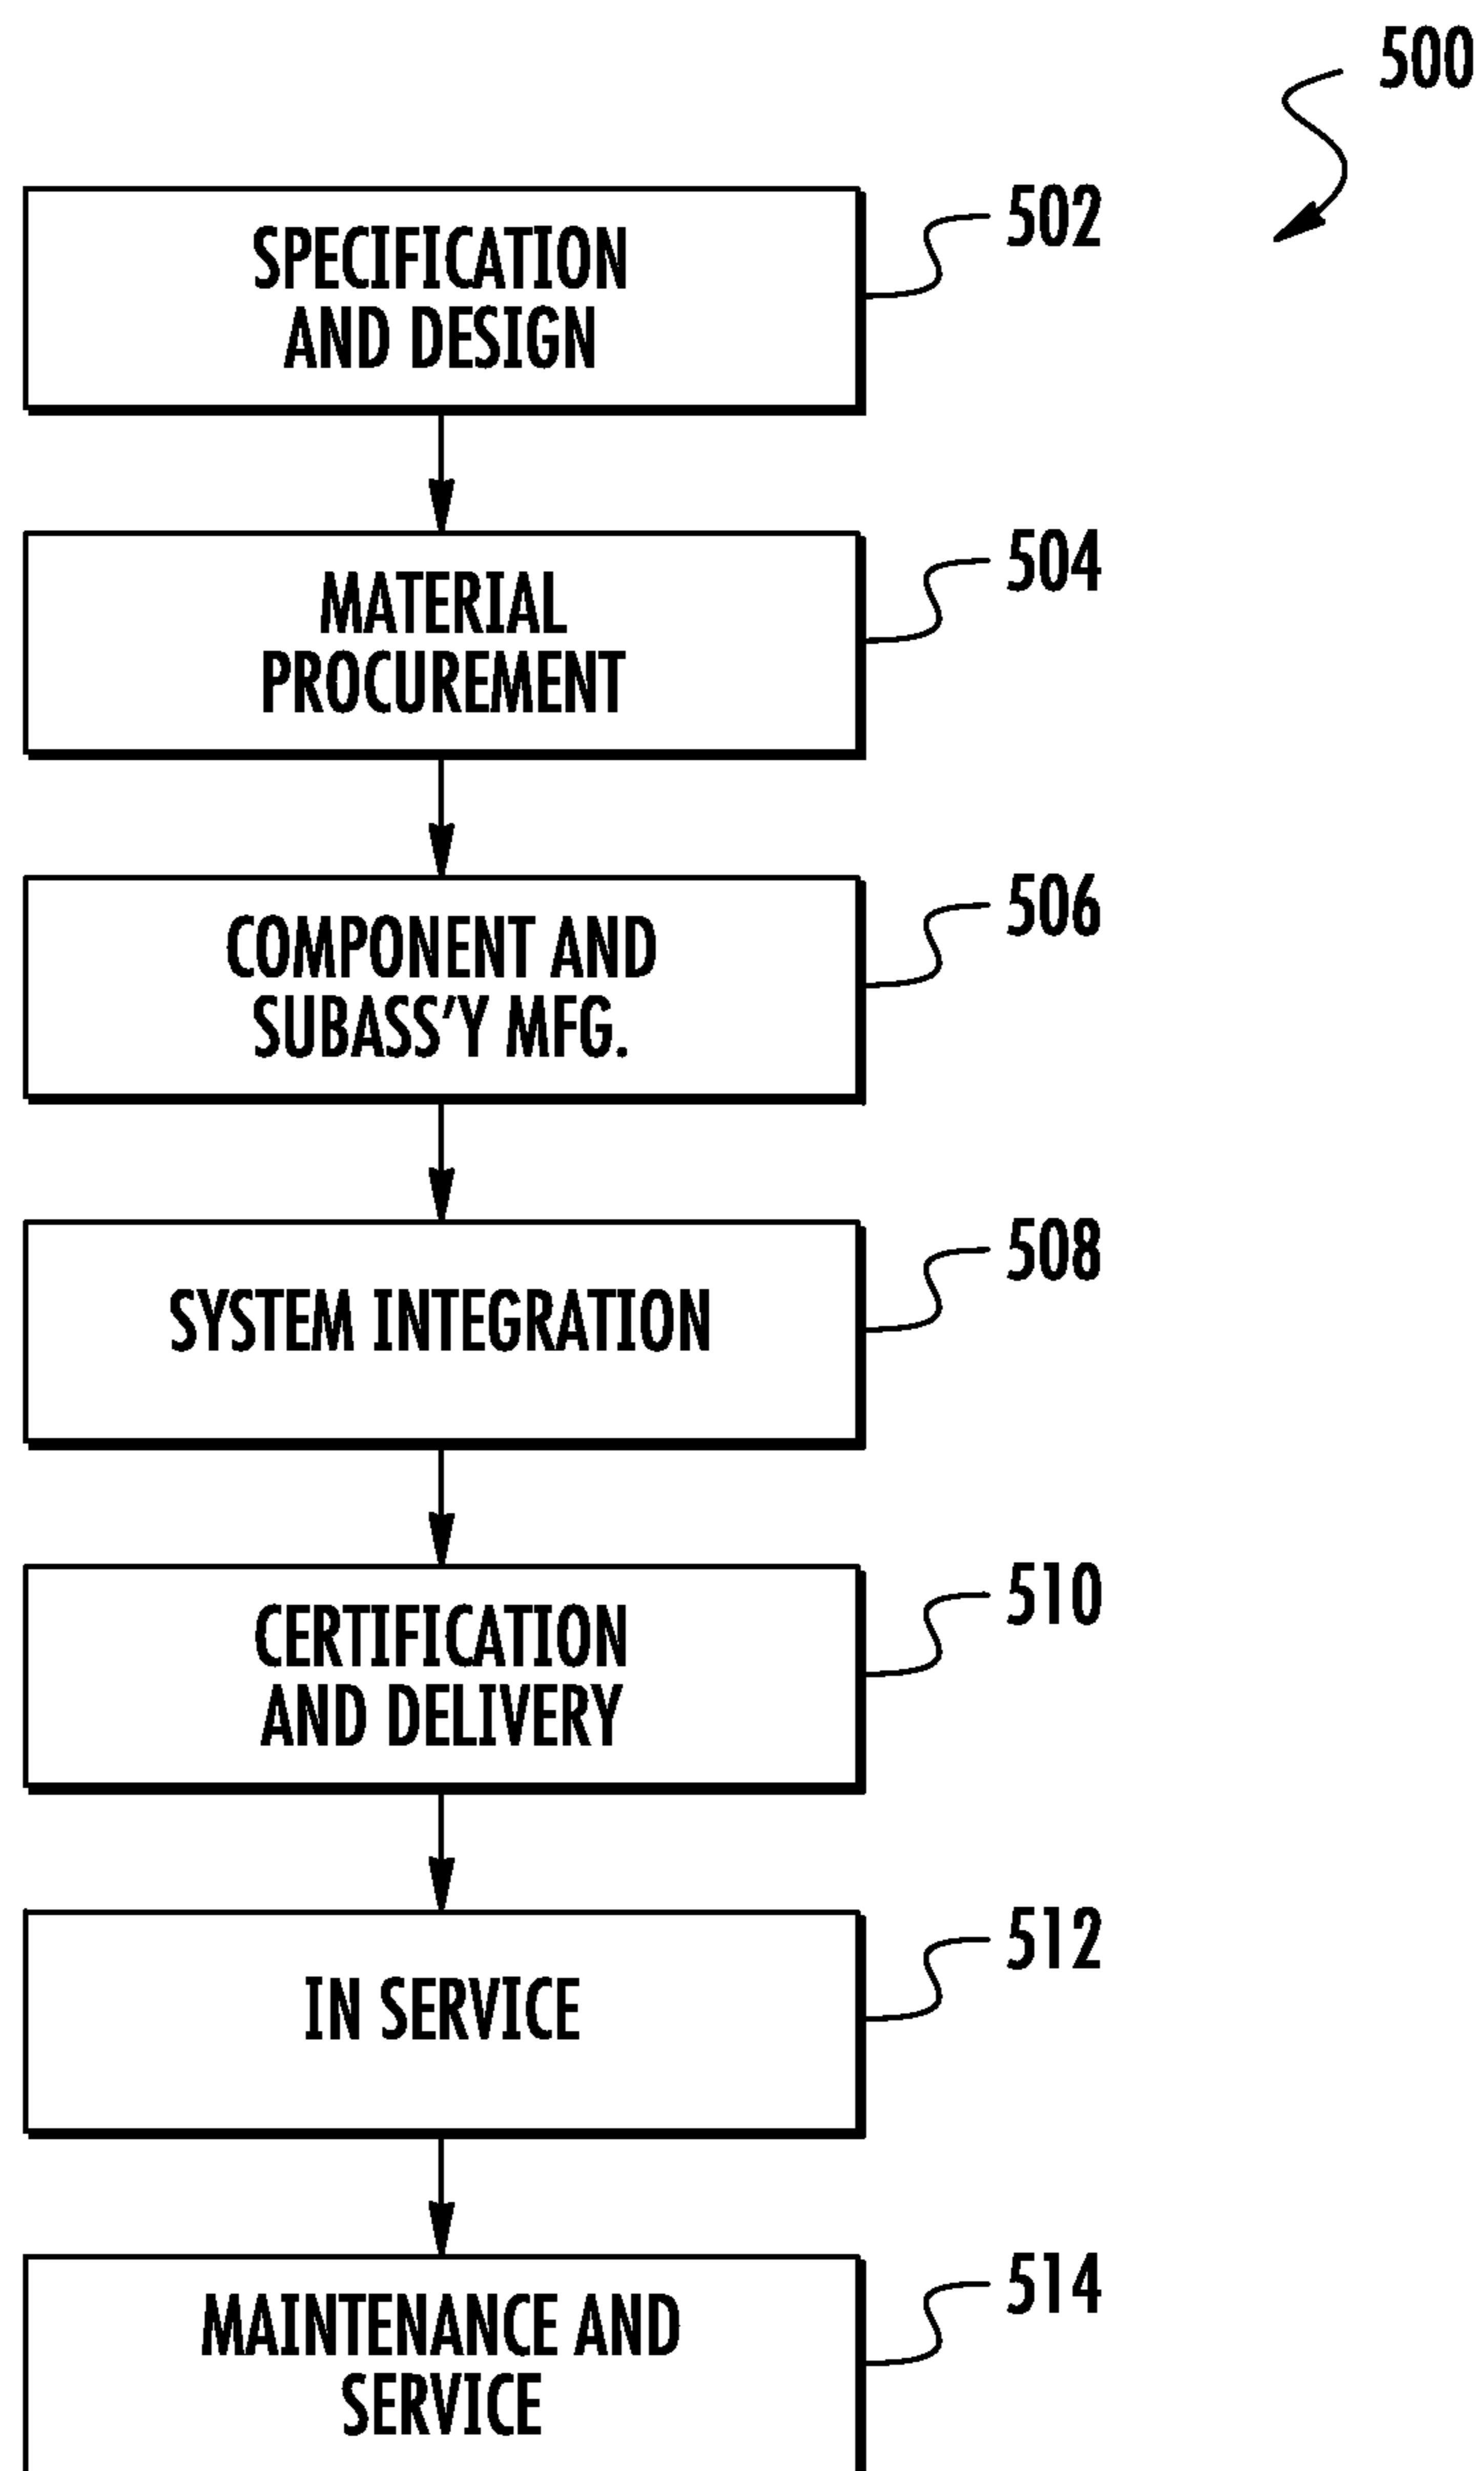 500
SPECIFICATION
AND DESIGN
502
MATERIAL
PROCUREMENT
504
COMPONENT AND
SUBASS'Y MFG.
506
SYSTEM INTEGRATION
508
CERTIFICATION
AND DELIVERY
510
IN SERVICE
512
MAINTENANCE AND
SERVICE
514